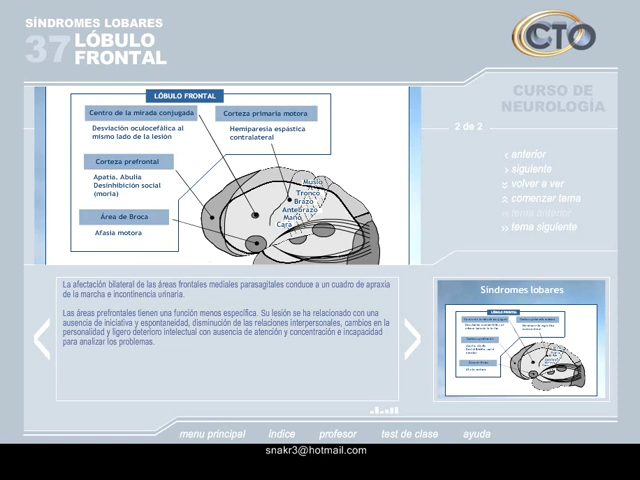 SÍNDROMES LOBARES
37 LÓBULO
FRONTAL
CTO
CURSO DE
NEUROLOGÍA
2 de 2
anterior
siguiente
volver a ver
comenzar tema
tema anterior
tema siguiente
LÓBULO FRONTAL
Centro de la mirada conjugada
Desviación oculocefálica al
mismo lado de la lesión
Corteza primaria motora
Hemiparesia espástica
contralateral
Corteza prefrontal
Apatía, Abulia
Desinhibición social
(moria)
Área de Broca
Afasia motora
Muslo
Tronco
Brazo
Antebrazo
Mano
Cara
La afectación bilateral de las áreas frontales mediales parasagitales conduce a un cuadro de apraxia
de la marcha e incontinencia urinaria.
Las áreas prefrontales tienen una función menos específica. Su lesión se ha relacionado con una
ausencia de iniciativa y espontaneidad, disminución de las relaciones interpersonales, cambios en la
personalidad y ligero deterioro intelectual con ausencia de atención y concentración e incapacidad
para analizar los problemas.
Síndromes lobares
LÓBULO FRONTAL
menu principal
indice
profesor
test de clase
ayuda
snakr3@hotmail.com